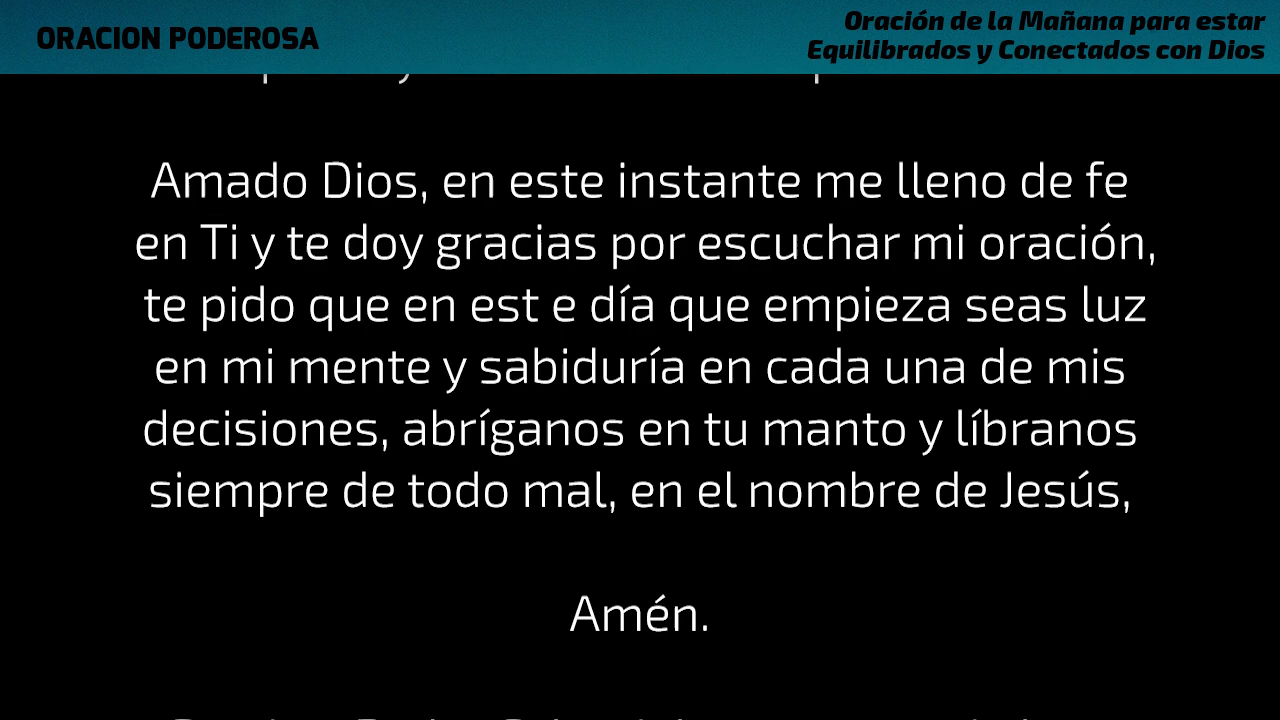 ORACION PODEROSA
Oración de la Mañana para estar
Equilibrados y Conectados con Dios
Amado Dios, en este instante me lleno de fe
en Ti y te doy gracias por escuchar mi oración,
te pido que en est e día que empieza seas luz
en mi mente y sabiduría en cada una de mis
decisiones, abríganos en tu manto y líbranos
siempre de todo mal, en el nombre de Jesús,
Amén.